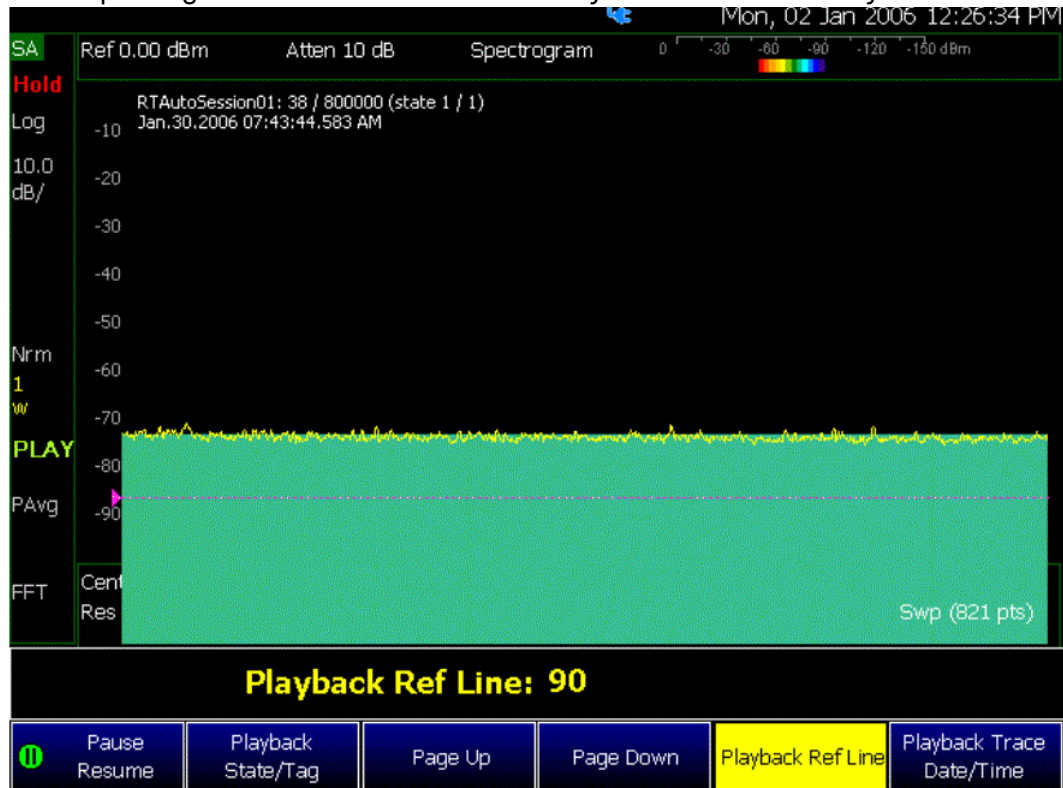 Mon, 02 Jan 2006 12:26:34 PM
SA
Ref 0.00 dBm Atten 10 dB Spectrogram 0 -30 -60 -90 -120 -150 dBm
Hold
RTAutoSession01: 38 / 800000 (state 1 / 1)
Log
-10 Jan.30.2006 07:43:44.583 AM
10.0
dB/
-20
-30
-40
-50
Nrm
-60
1
W
-70
PLAY
-80
PAvg
-90
FFT
Cent
Res Swp (821 pts)
Playback Ref Line: 90
Pause
Resume
Playback
State/Tag
Page Up
Page Down
Playback Ref Line
Playback Trace
Date/Time